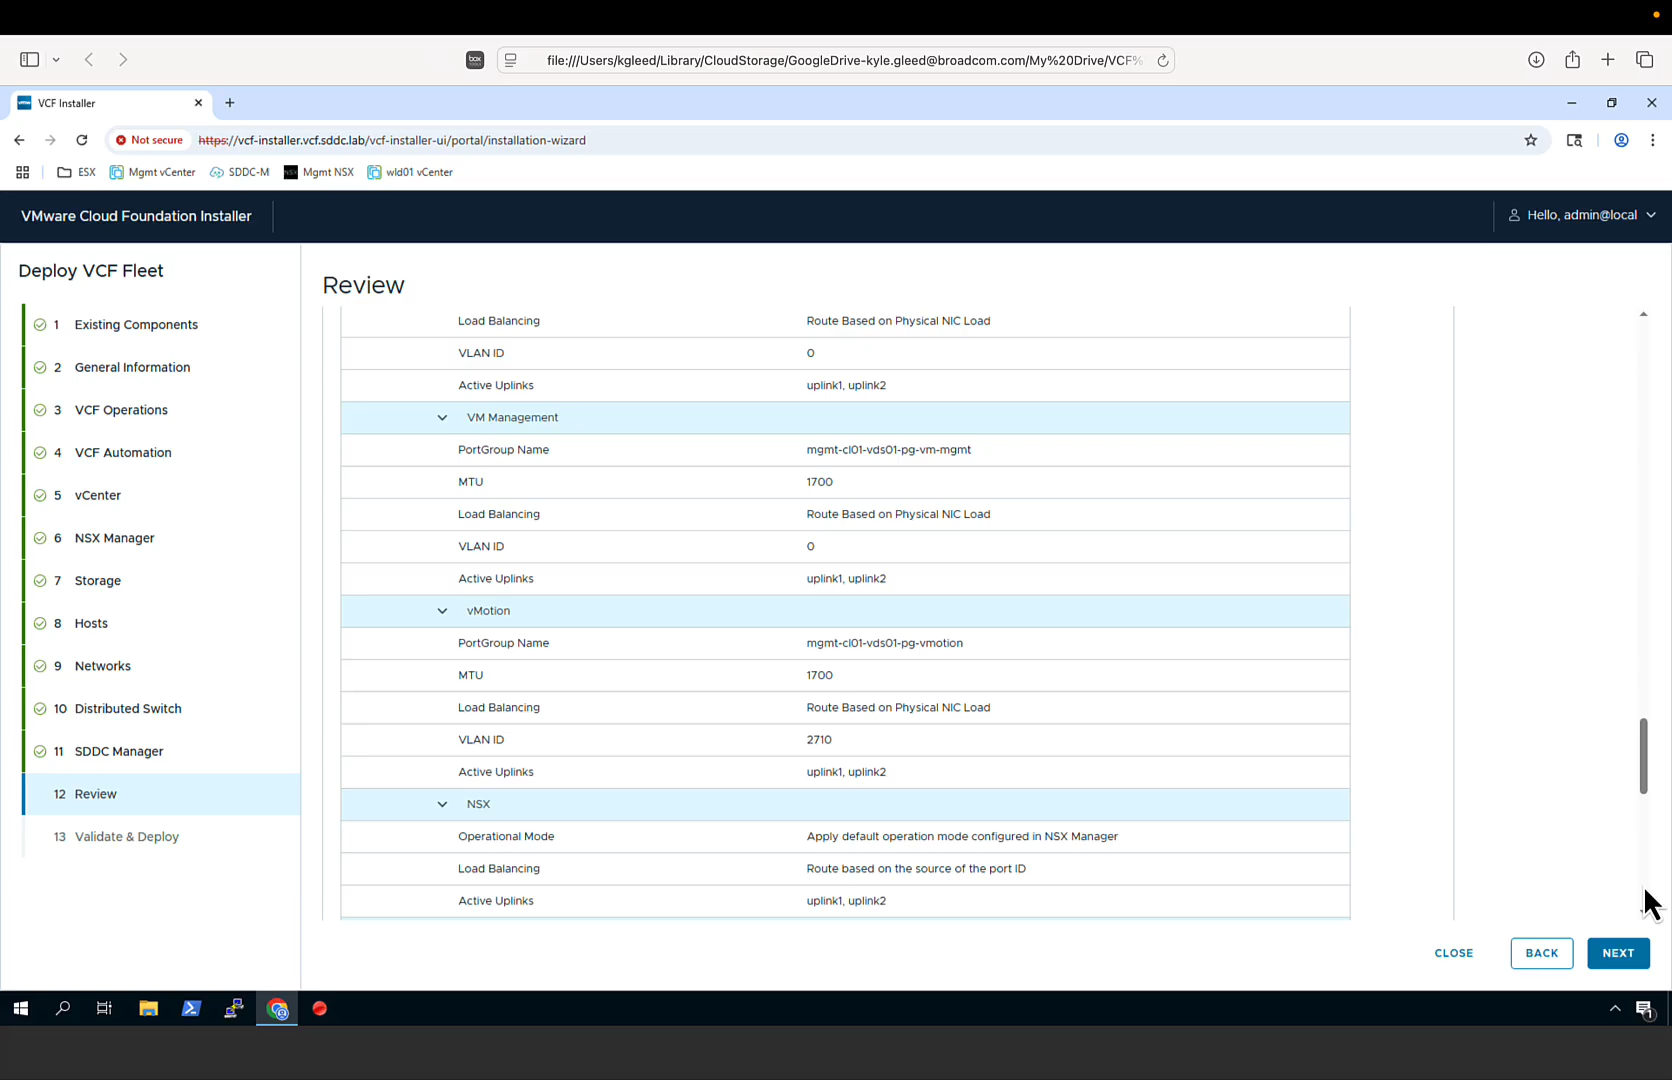 box
file:///Users/kgleed/Library/CloudStorage/GoogleDrive-kyle.gleed@broadcom.com/My%20Drive/VCF%
VCF Installer
Not secure https://vcf-installer.vcf.sddc.lab/vcf-installer-ui/portal/installation-wizard
ESX Mgmt vCenter SDDC-M Mgmt NSX wld01 vCenter
VMware Cloud Foundation Installer
Hello, admin@local
Deploy VCF Fleet
1 Existing Components
2 General Information
3 VCF Operations
4 VCF Automation
5 vCenter
6 NSX Manager
7 Storage
8 Hosts
9 Networks
10 Distributed Switch
11 SDDC Manager
12 Review
13 Validate & Deploy
Review
Load Balancing Route Based on Physical NIC Load
VLAN ID 0
Active Uplinks uplink1, uplink2
VM Management
PortGroup Name mgmt-cl01-vds01-pg-vm-mgmt
MTU 1700
Load Balancing Route Based on Physical NIC Load
VLAN ID 0
Active Uplinks uplink1, uplink2
vMotion
PortGroup Name mgmt-cl01-vds01-pg-vmotion
MTU 1700
Load Balancing Route Based on Physical NIC Load
VLAN ID 2710
Active Uplinks uplink1, uplink2
NSX
Operational Mode Apply default operation mode configured in NSX Manager
Load Balancing Route based on the source of the port ID
Active Uplinks uplink1, uplink2
CLOSE BACK NEXT
1